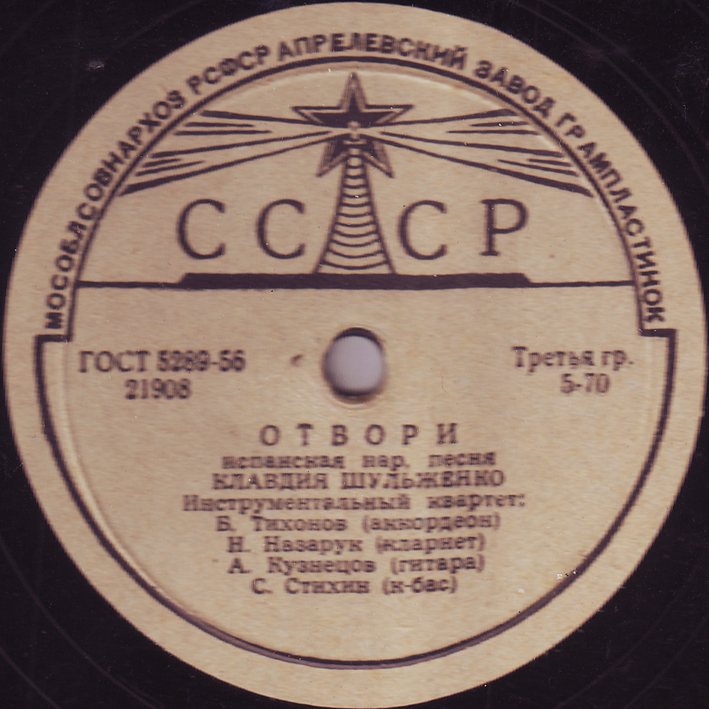 МОСОБЛСОВНАРХОЗ РСФСР АПРЕЛЕВСКИЙ ЗАВОД ГРАМПЛАСТИНОК
СССР
ГОСТ 5289-56
21908
Третья гр.
5-70
ОТВОРИ
испанская нар. песня
КЛАВДИЯ ШУЛЬЖЕНКО
Инструментальный квартет:
Б. Тихонов (аккордеон)
Н. Назарук (кларнет)
А. Кузнецов (гитара)
С. Стихин (к-бас)